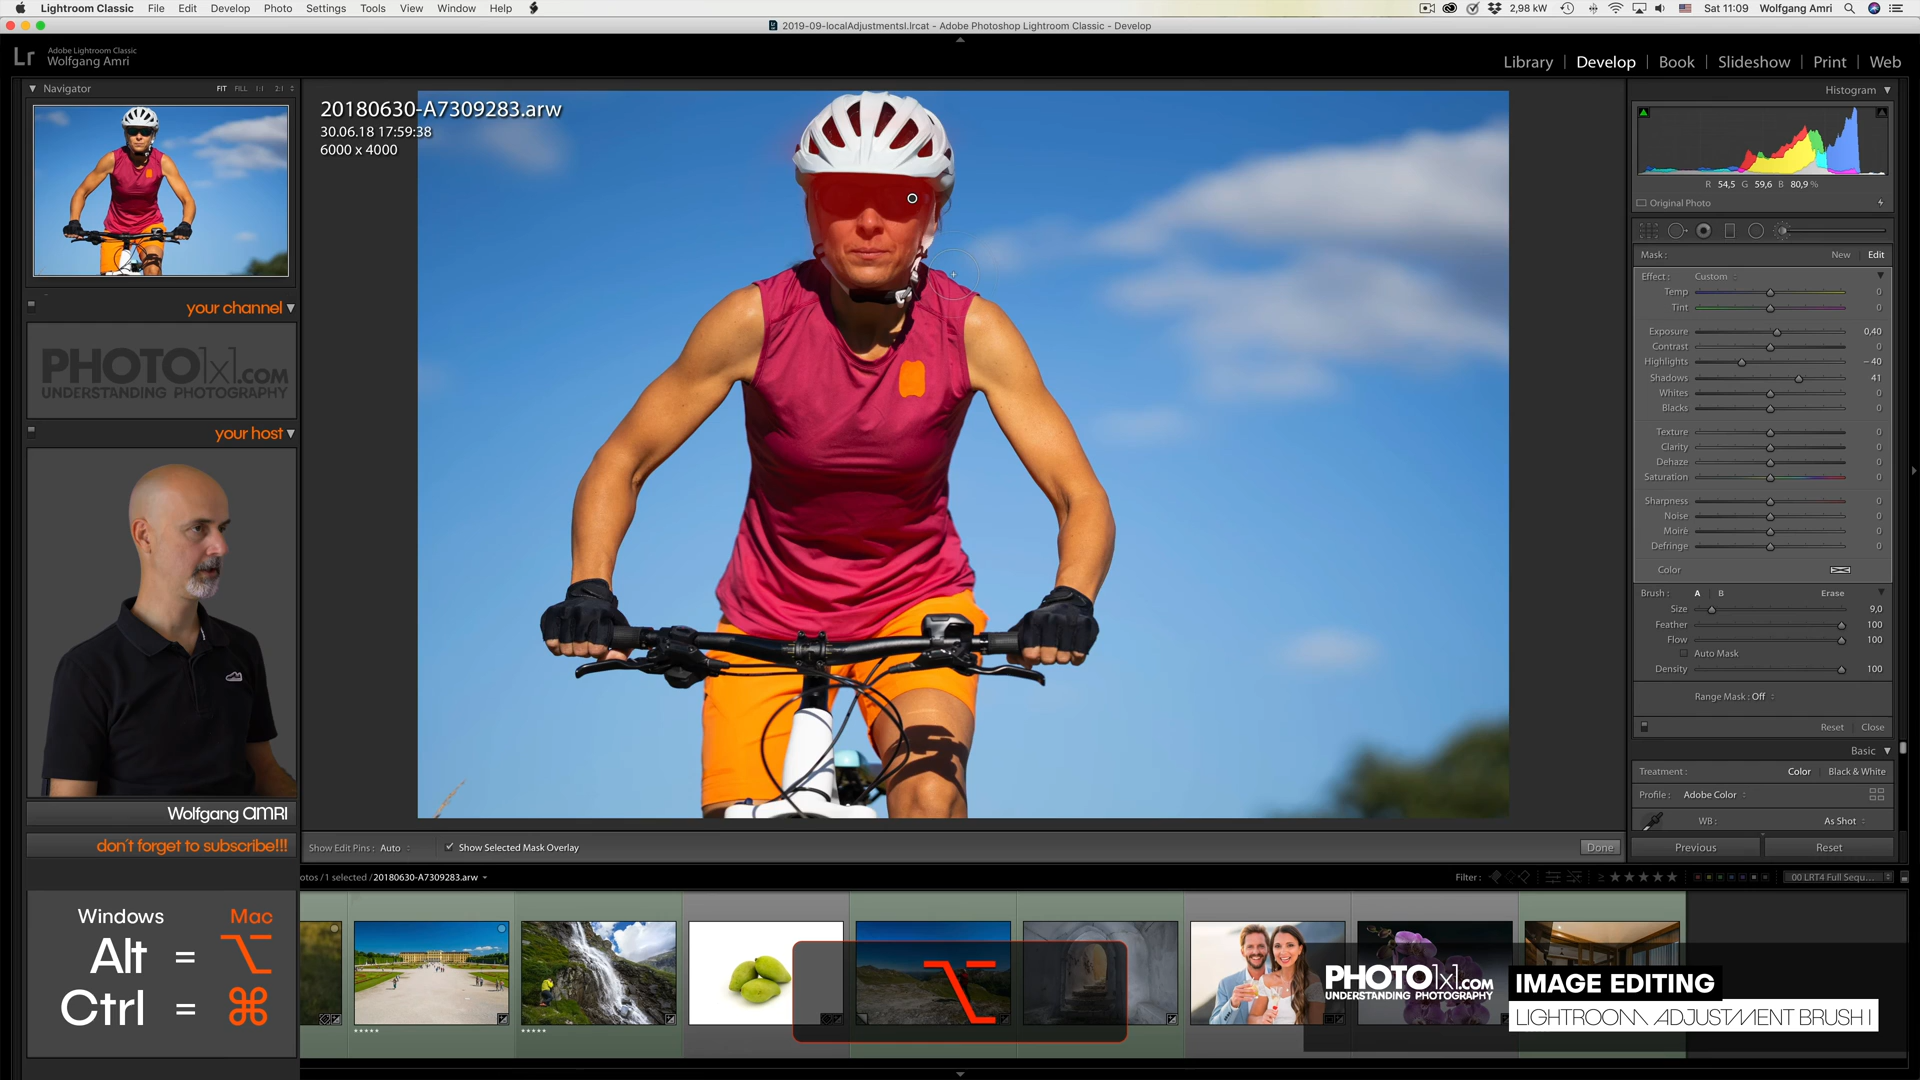 Lightroom Classic File Edit Develop Photo Settings Tools View Window Help
2,98 kW Sat 11:09 Wolfgang Amri
2019-09-localAdjustmentsI.lrcat - Adobe Photoshop Lightroom Classic - Develop
Lr
Adobe Lightroom Classic
Wolfgang Amri
Library | Develop | Book | Slideshow | Print | Web
Navigator FIT FILL 1:1 2:1
your channel
PHOTO[x].COM
UNDERSTANDING PHOTOGRAPHY
your host
Wolfgang AMRI
don't forget to subscribe!!!
Windows Mac
Alt = ⌥
Ctrl = ⌘
20180630-A7309283.arw
30.06.18 17:59:38
6000 x 4000
Histogram
R 54,5 G 59,6 B 80,9 %
Original Photo
Mask : New Edit
Effect : Custom
Temp 0
Tint 0
Exposure 0,40
Contrast 0
Highlights – 40
Shadows 41
Whites 0
Blacks 0
Texture 0
Clarity 0
Dehaze 0
Saturation 0
Sharpness 0
Noise 0
Moiré 0
Defringe 0
Color
Brush : A B Erase
Size 9,0
Feather 100
Flow 100
Auto Mask
Density 100
Range Mask : Off
Reset Close
Basic
Treatment : Color Black & White
Profile : Adobe Color
WB : As Shot
Previous Reset
Show Edit Pins : Auto Show Selected Mask Overlay Done
otos / 1 selected / 20180630-A7309283.arw
Filter : 00 LRT4 Full Sequ...
⌥
PHOTO[x].COM
UNDERSTANDING PHOTOGRAPHY
IMAGE EDITING
LIGHTROOM ADJUSTMENT BRUSH I